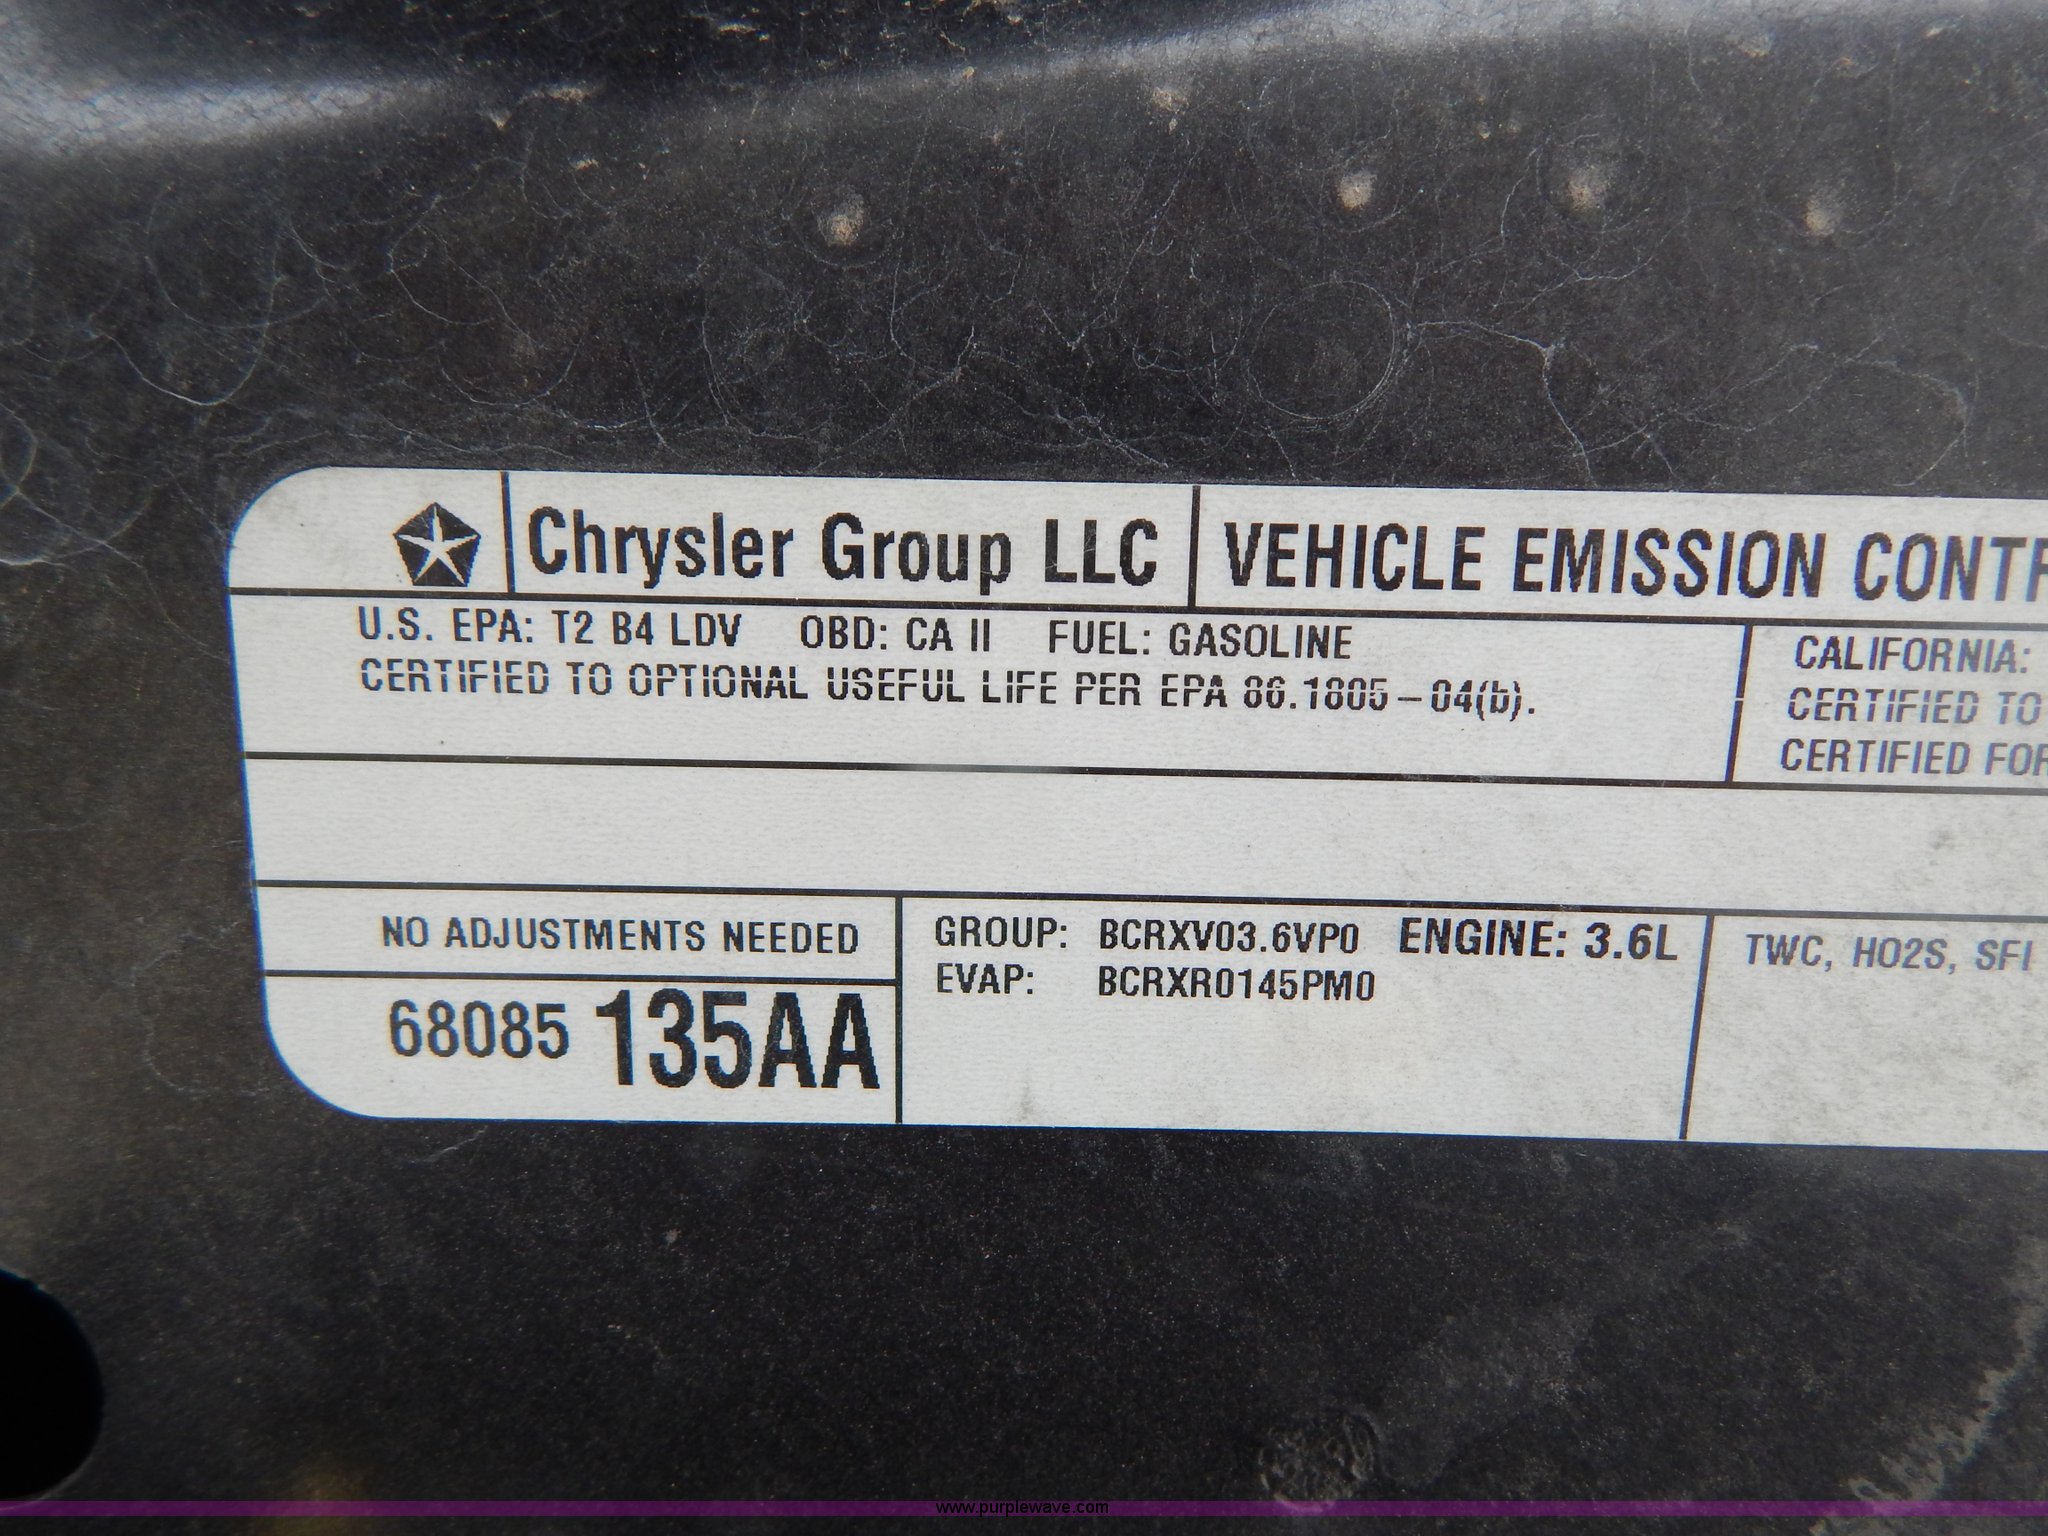 Chrysler Group LLC VEHICLE EMISSION CONTR
U.S. EPA: T2 B4 LDV OBD: CA II FUEL: GASOLINE
CERTIFIED TO OPTIONAL USEFUL LIFE PER EPA 86.1805-04(b).
CALIFORNIA:
CERTIFIED TO
CERTIFIED FOR
NO ADJUSTMENTS NEEDED
68085 135AA
GROUP: BCRXV03.6VP0 ENGINE: 3.6L
EVAP: BCRXR0145PM0
TWC, HO2S, SFI
www.purplewave.com